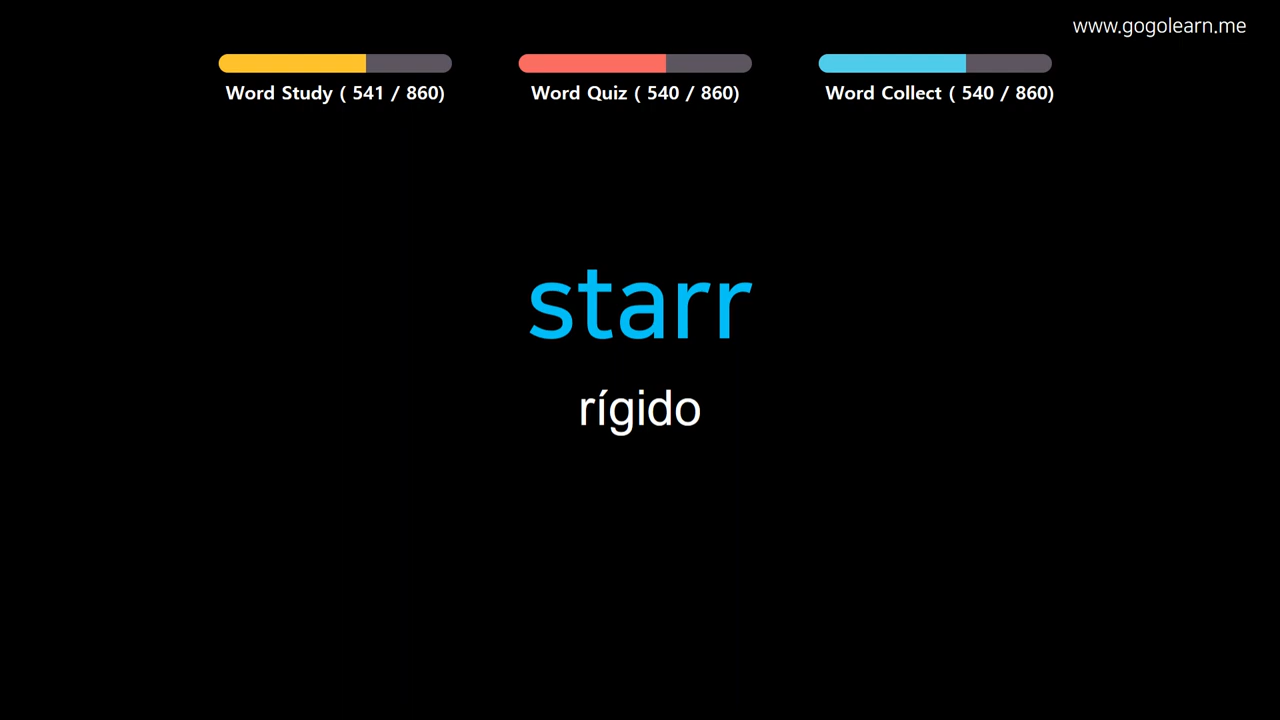 www.gogolearn.me
Word Study ( 541 / 860)
Word Quiz ( 540 / 860)
Word Collect ( 540 / 860)
starr
rígido